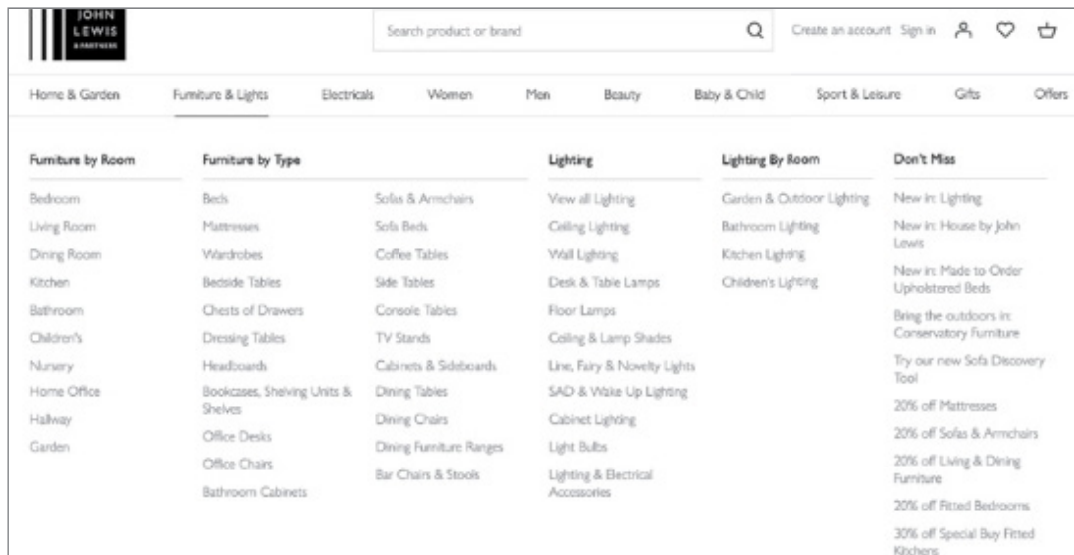 JOHN
LEWIS
& PARTNERS
Search product or brand
Create an account Sign in
Home & Garden Furniture & Lights Electricals Women Men Beauty Baby & Child Sport & Leisure Gifts Offers
Furniture by Room
Bedroom
Living Room
Dining Room
Kitchen
Bathroom
Children's
Nursery
Home Office
Hallway
Garden
Furniture by Type
Beds
Mattresses
Wardrobes
Bedside Tables
Chests of Drawers
Dressing Tables
Headboards
Bookcases, Shelving Units &
Shelves
Office Desks
Office Chairs
Bathroom Cabinets
Sofas & Armchairs
Sofa Beds
Coffee Tables
Side Tables
Console Tables
TV Stands
Cabinets & Sideboards
Dining Tables
Dining Chairs
Dining Furniture Ranges
Bar Chairs & Stools
Lighting
View all Lighting
Ceiling Lighting
Wall Lighting
Desk & Table Lamps
Floor Lamps
Ceiling & Lamp Shades
Line, Fairy & Novelty Lights
SAD & Wake Up Lighting
Cabinet Lighting
Light Bulbs
Lighting & Electrical
Accessories
Lighting By Room
Garden & Outdoor Lighting
Bathroom Lighting
Kitchen Lighting
Children's Lighting
Don't Miss
New in: Lighting
New in: House by John
Lewis
New in: Made to Order
Upholstered Beds
Bring the outdoors in:
Conservatory Furniture
Try our new Sofa Discovery
Tool
20% off Mattresses
20% off Sofas & Armchairs
20% off Living & Dining
Furniture
20% off Fitted Bedrooms
30% off Special Buy Fitted
Kitchens